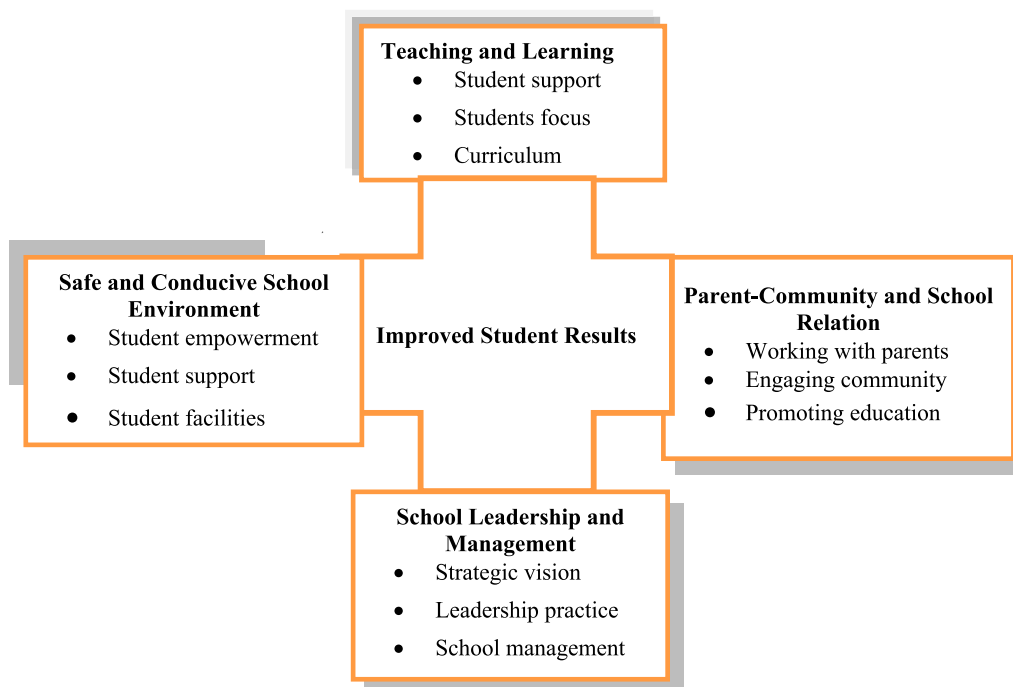 Teaching and Learning
• Student support
• Students focus
• Curriculum
Safe and Conducive School
Environment
• Student empowerment
• Student support
• Student facilities
Improved Student Results
Parent-Community and School
Relation
• Working with parents
• Engaging community
• Promoting education
School Leadership and
Management
• Strategic vision
• Leadership practice
• School management